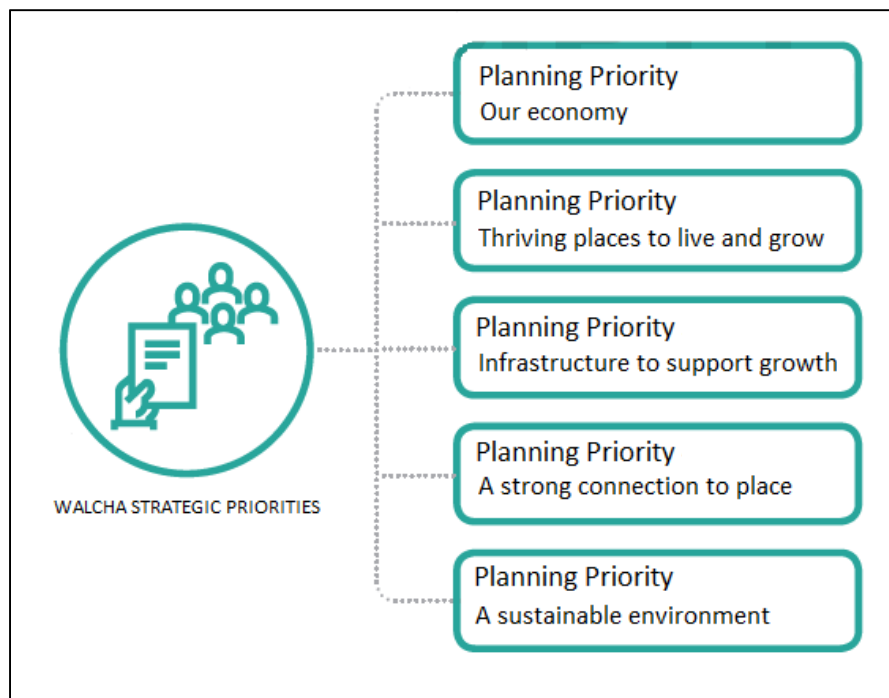 Planning Priority
Our economy
Planning Priority
Thriving places to live and grow
Planning Priority
Infrastructure to support growth
Planning Priority
A strong connection to place
Planning Priority
A sustainable environment
WALCHA STRATEGIC PRIORITIES